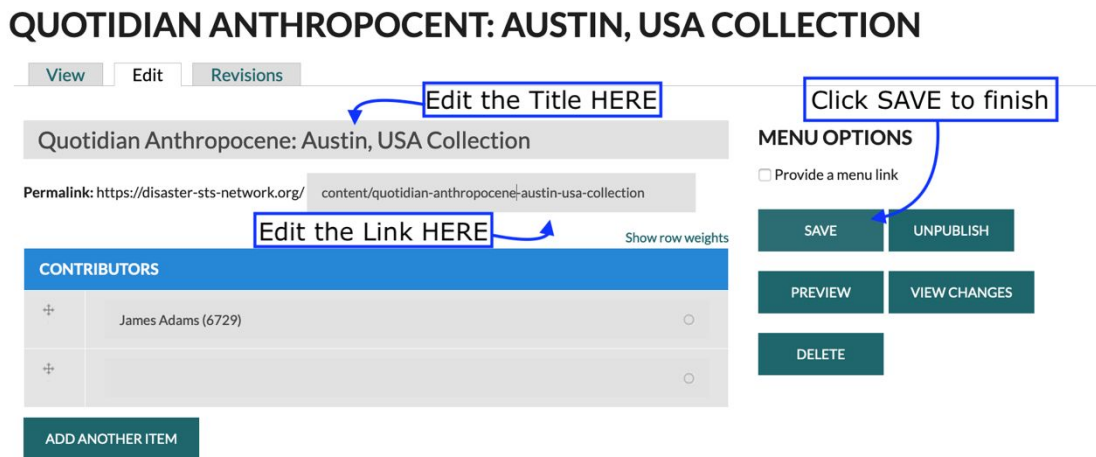 QUOTIDIAN ANTHROPOCENT: AUSTIN, USA COLLECTION
View Edit Revisions
Edit the Title HERE
Click SAVE to finish
Quotidian Anthropocene: Austin, USA Collection
MENU OPTIONS
Provide a menu link
Permalink: https://disaster-sts-network.org/ content/quotidian-anthropocene-austin-usa-collection
Edit the Link HERE
Show row weights
SAVE UNPUBLISH
CONTRIBUTORS
PREVIEW VIEW CHANGES
James Adams (6729)
DELETE
ADD ANOTHER ITEM